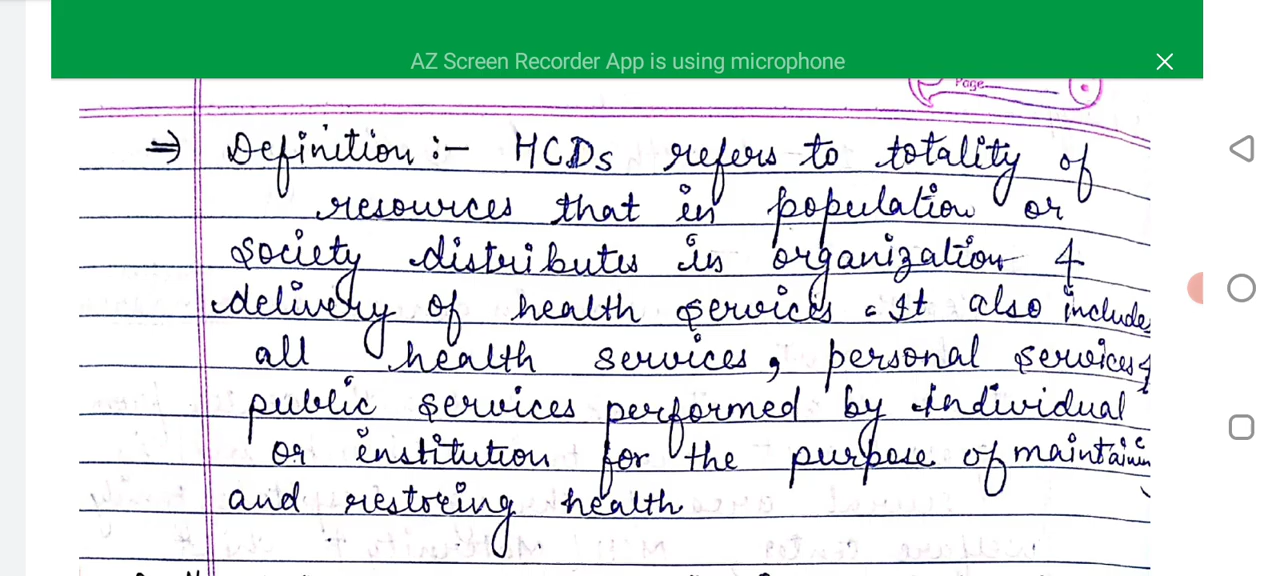 AZ Screen Recorder App is using microphone
Page
⇒ Definition :- HCDs refers to totality of
resources that in population or
society distributes in organization &
delivery of health services. It also include
all health services, personal services &
public services performed by individual
or institution for the purpose of maintainin
and restoring health